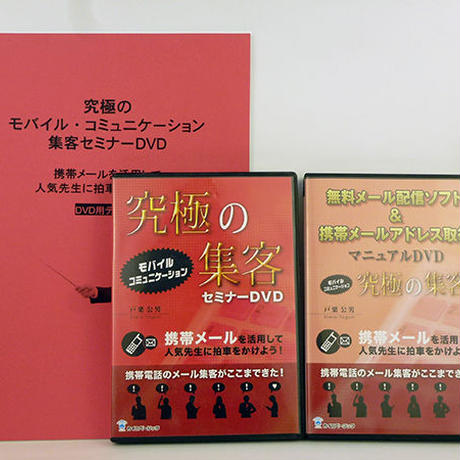 究極の
モバイル・コミュニケーション
集客セミナーDVD
携帯メールを活用して
人気先生に拍車
DVD用テ
究極の
モバイル
コミュニケーション
集客
セミナーDVD
戸栗 公男
携帯メールを活用して
人気先生に拍車をかけよう!
携帯電話のメール集客がここまできた!
無料メール配信ソフト
&
携帯メールアドレス取
マニュアルDVD
モバイル
コミュニケーション
究極の集客
戸栗 公男
携帯メールを活用
人気先生に拍車をかけよ
携帯電話のメール集客がここまで